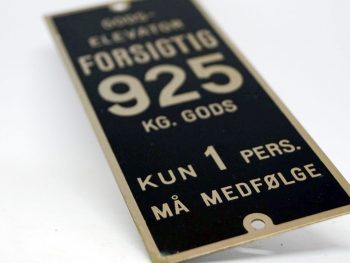 GODS-
ELEVATOR
FORSIGTIG
925
KG. GODS
KUN 1 PERS.
MÅ MEDFØLGE